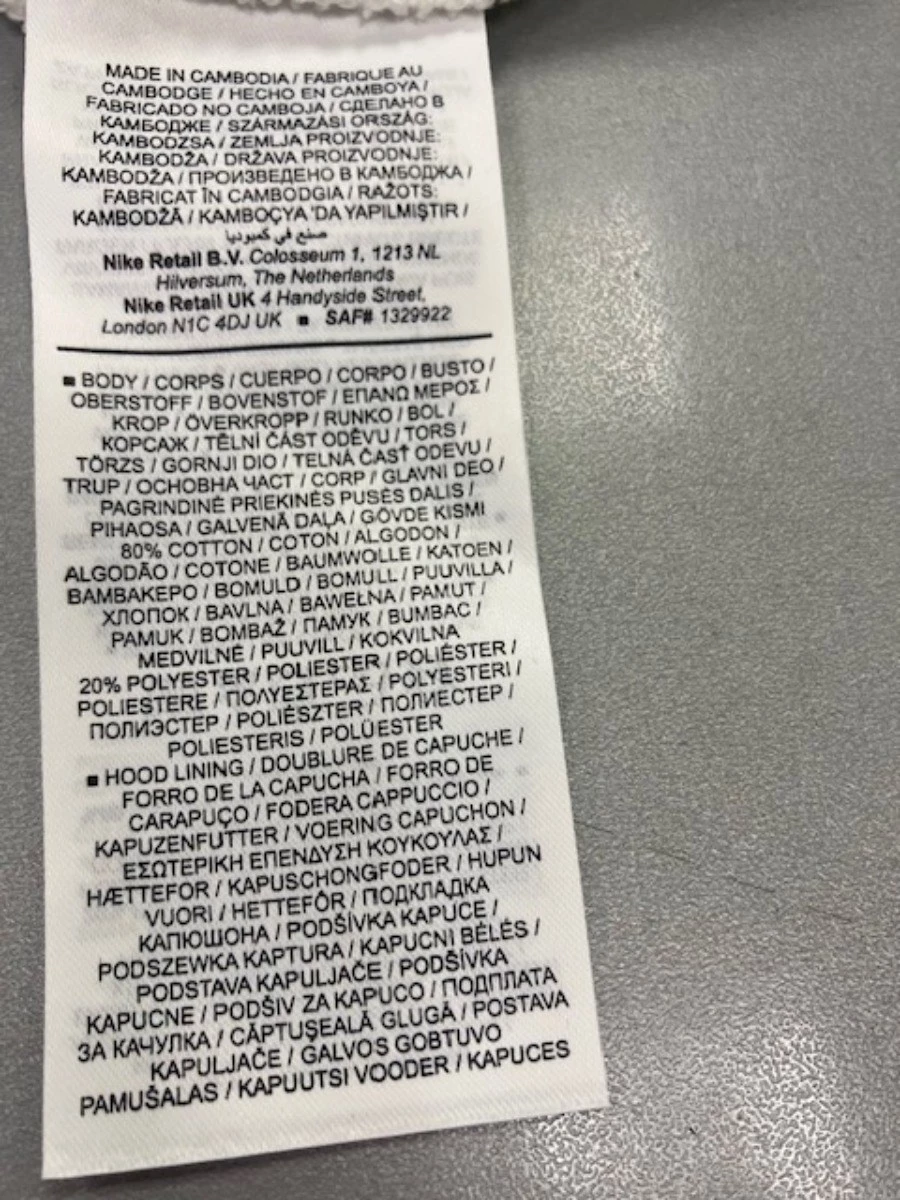 MADE IN CAMBODIA / FABRIQUE AU
CAMBODGE / HECHO EN CAMBOYA /
FABRICADO NO CAMBOJA / СДЕЛАНО В
КАМБОДЖЕ / SZÁRMAZÁSI ORSZÁG:
KAMBODZSA / ZEMLJA PROIZVODNJE:
KAMBODŽA / DRŽAVA PROIZVODNJE:
KAMBODŽA / ПРОИЗВЕДЕНО В КАМБОДЖА /
FABRICAT ÎN CAMBODGIA / RAŽOTS:
KAMBODŽĀ / KAMBOÇYA 'DA YAPILMIŞTIR /
صنع في كمبوديا
Nike Retail B.V. Colosseum 1, 1213 NL
Hilversum, The Netherlands
Nike Retail UK 4 Handyside Street,
London N1C 4DJ UK ■ SAF# 1329922
■ BODY / CORPS / CUERPO / CORPO / BUSTO /
OBERSTOFF / BOVENSTOF / ΕΠΑΝΩ ΜΕΡΟΣ /
KROP / ÖVERKROPP / RUNKO / BOL /
КОРСАЖ / TĚLNÍ ČÁST ODĚVU / TORS /
TÖRZS / GORNJI DIO / TELNÁ ČASŤ ODEVU /
TRUP / ОСНОВНА ЧАСТ / CORP / GLAVNI DEO /
PAGRINDINĖ PRIEKINĖS PUSĖS DALIS /
PIHAOSA / GALVENĀ DAĻA / GÖVDE KISMI
80% COTTON / COTON / ALGODON /
ALGODÃO / COTONE / BAUMWOLLE / KATOEN /
ΒΑΜΒΑΚΕΡΟ / BOMULD / BOMULL / PUUVILLA /
ХЛОПОК / BAVLNA / BAWEŁNA / PAMUT /
PAMUK / BOMBAŽ / ПАМУК / BUMBAC /
MEDVILNĖ / PUUVILL / KOKVILNA
20% POLYESTER / POLIESTER / POLIÉSTER /
POLIESTERE / ΠΟΛΥΕΣΤΕΡΑΣ / POLYESTERI /
ПОЛИЭСТЕР / POLIÉSZTER / ПОЛИЕСТЕР /
POLIESTERIS / POLÜESTER
■ HOOD LINING / DOUBLURE DE CAPUCHE /
FORRO DE LA CAPUCHA / FORRO DE
CARAPUÇO / FODERA CAPPUCCIO /
KAPUZENFUTTER / VOERING CAPUCHON /
ΕΣΩΤΕΡΙΚΗ ΕΠΕΝΔΥΣΗ ΚΟΥΚΟΥΛΑΣ /
HÆTTEFOR / KAPUSCHONGFODER / HUPUN
VUORI / HETTEFÔR / ПОДКЛАДКА
КАПЮШОНА / PODŠÍVKA KAPUCE /
PODSZEWKA KAPTURA / KAPUCNI BÉLÉS /
PODSTAVA KAPULJAČE / PODŠÍVKA
KAPUCNE / PODŠIV ZA KAPUCO / ПОДПЛАТА
ЗА КАЧУЛКА / CĂPTUŞEALĂ GLUGĂ / POSTAVA
KAPULJAČE / GALVOS GOBTUVO
PAMUŠALAS / KAPUUTSI VOODER / KAPUCES